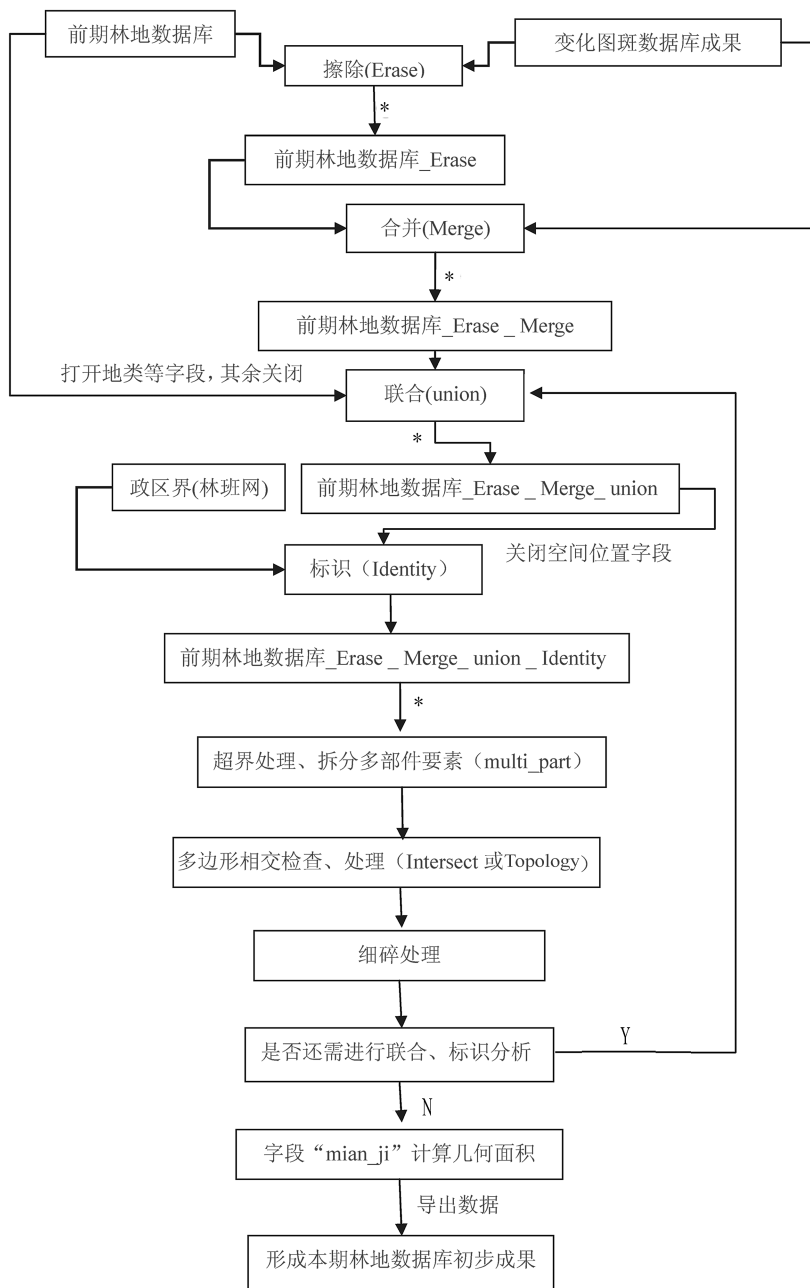 前期林地数据库
变化图斑数据库成果
擦除(Erase)
*
前期林地数据库_Erase
合并(Merge)
*
前期林地数据库_Erase _ Merge
打开地类等字段，其余关闭
联合(union)
*
政区界(林班网)
前期林地数据库_Erase _ Merge_ union
关闭空间位置字段
标识（Identity）
前期林地数据库_Erase _ Merge_ union _ Identity
*
超界处理、拆分多部件要素（multi_part）
多边形相交检查、处理（Intersect 或Topology）
细碎处理
是否还需进行联合、标识分析
Y
N
字段“mian_ji”计算几何面积
导出数据
形成本期林地数据库初步成果